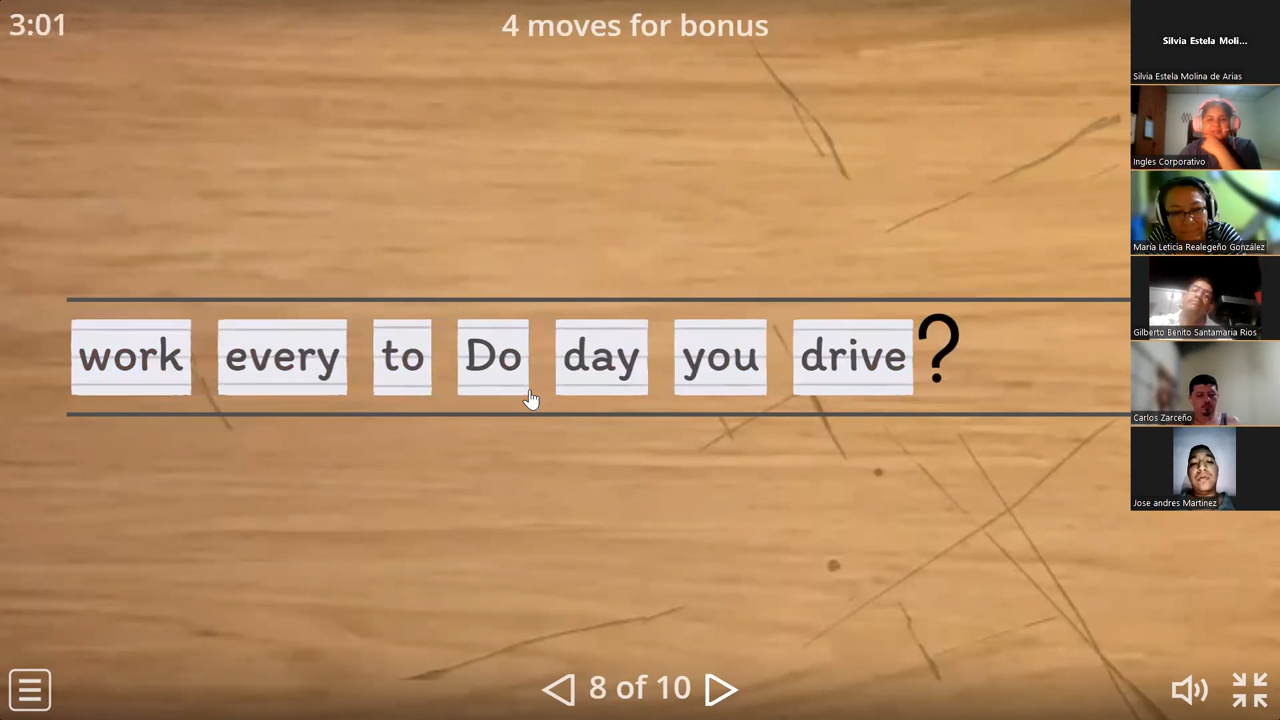 3:01
4 moves for bonus
Silvia Estela Moli...
Silvia Estela Molina de Arias
Ingles Corporativo
María Leticia Realegeño González
Gilberto Benito Santamaria Rios
work every to Do day you drive ?
Carlos Zarceño
Jose andres Martinez
8 of 10